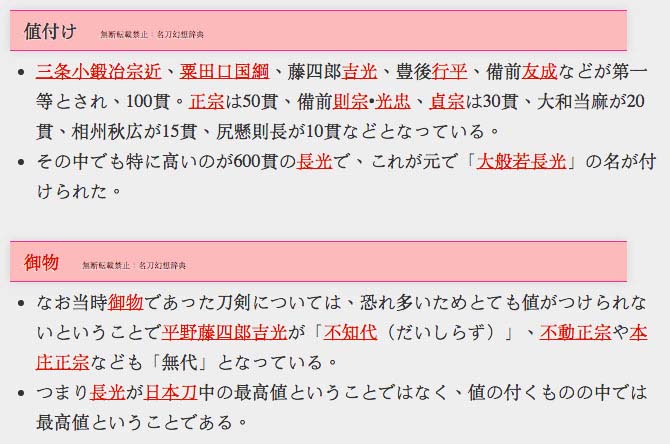 値付け 無断転載禁止:名刀幻想辞典
• 三条小鍛冶宗近、粟田口国綱、藤四郎吉光、豊後行平、備前友成などが第一
等とされ、100貫。正宗は50貫、備前則宗•光忠、貞宗は30貫、大和当麻が20
貫、相州秋広が15貫、尻懸則長が10貫などとなっている。
• その中でも特に高いのが600貫の長光で、これが元で「大般若長光」の名が付
けられた。
御物 無断転載禁止:名刀幻想辞典
• なお当時御物であった刀剣については、恐れ多いためとても値がつけられな
いということで平野藤四郎吉光が「不知代（だいしらず）」、不動正宗や本
庄正宗なども「無代」となっている。
• つまり長光が日本刀中の最高値ということではなく、値の付くものの中では
最高値ということである。